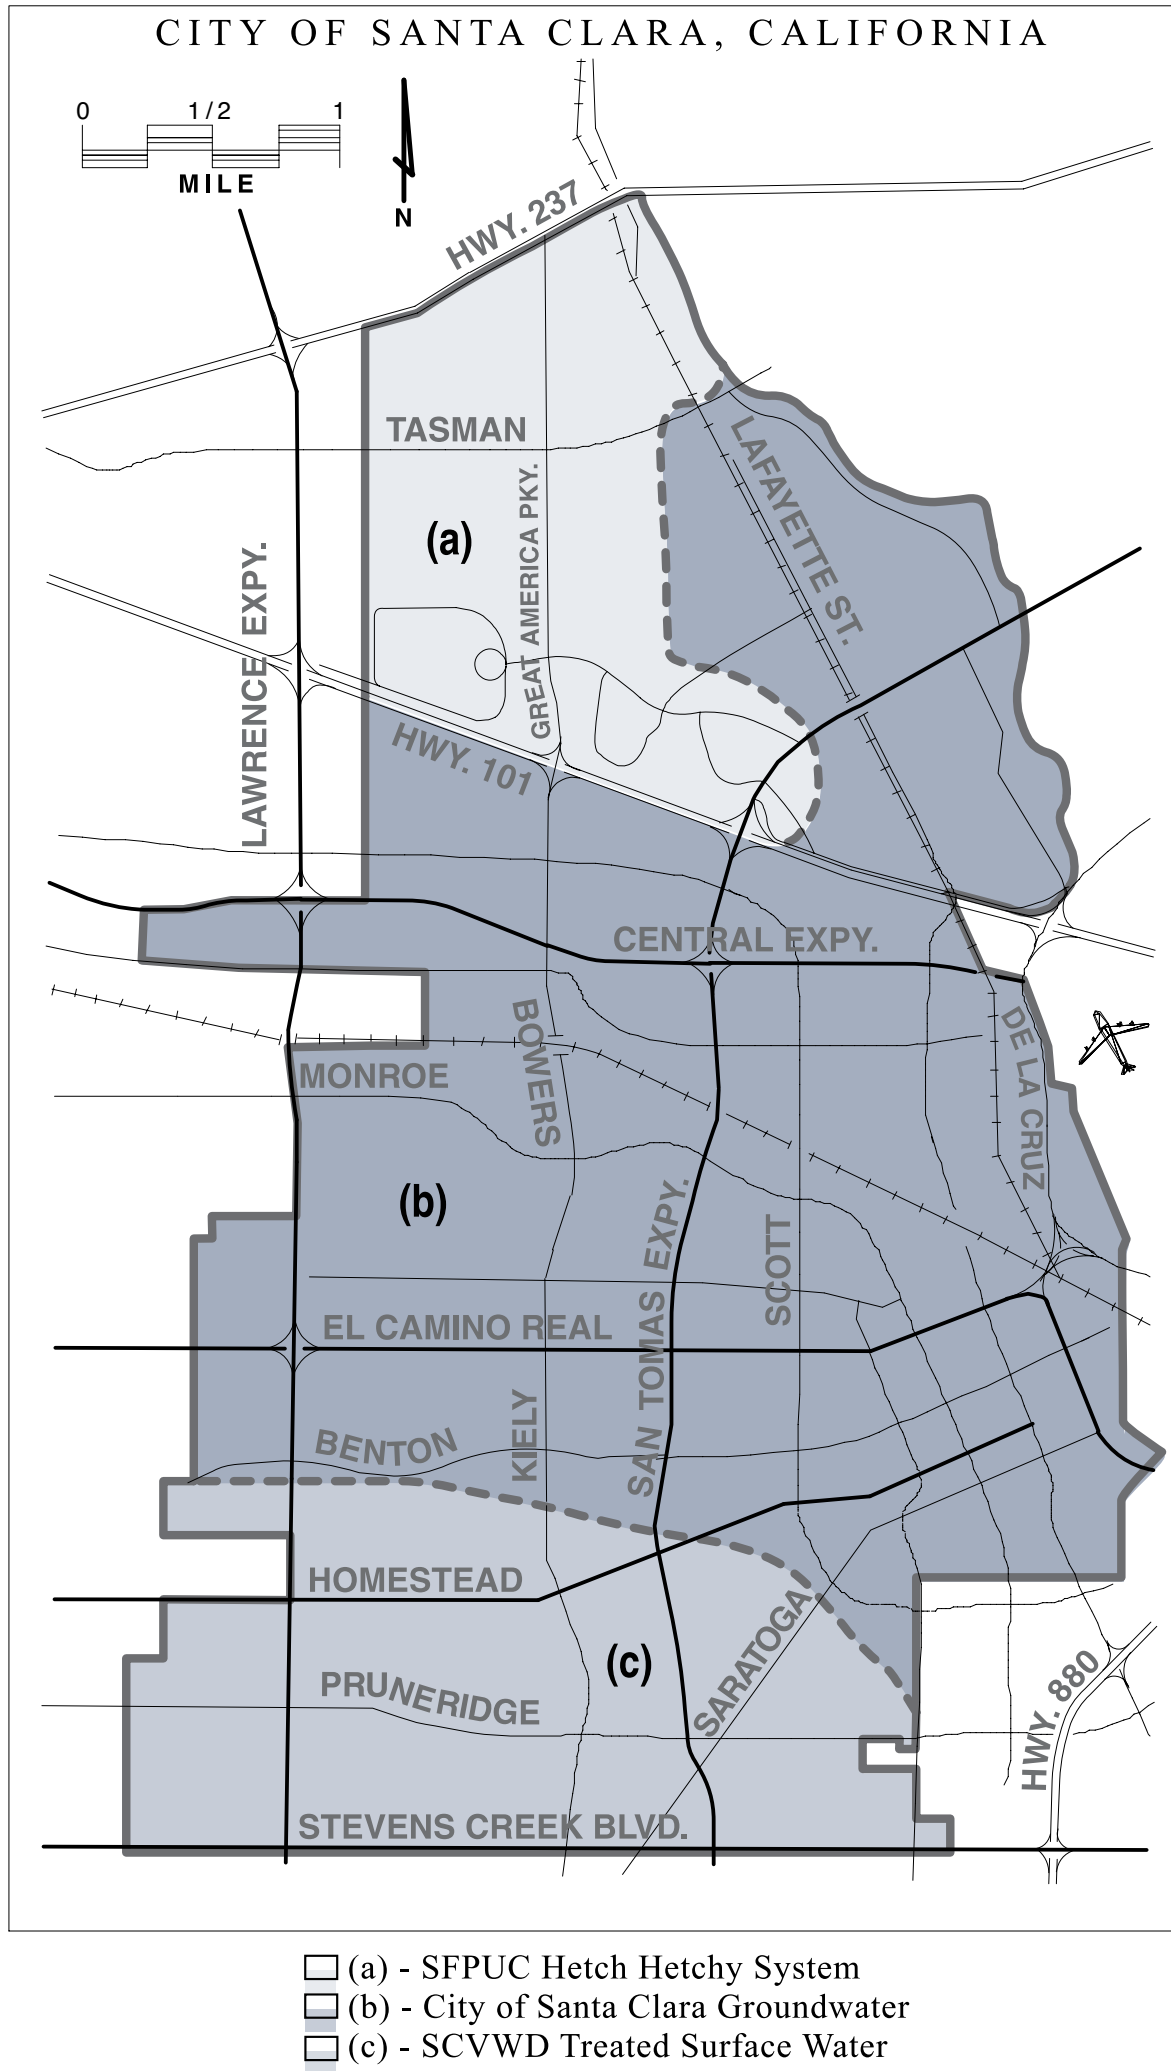 CITY OF SANTA CLARA, CALIFORNIA
0 1/2 1
MILE
N
HWY. 237
TASMAN
LAFAYETTE ST.
(a)
GREAT AMERICA PKY.
LAWRENCE EXPY.
HWY. 101
CENTRAL EXPY.
BOWERS
DE LA CRUZ
MONROE
(b)
SAN TOMAS EXPY.
SCOTT
EL CAMINO REAL
KIELY
BENTON
HOMESTEAD
(c)
SARATOGA
PRUNERIDGE
HWY. 880
STEVENS CREEK BLVD.
(a) - SFPUC Hetch Hetchy System
(b) - City of Santa Clara Groundwater
(c) - SCVWD Treated Surface Water